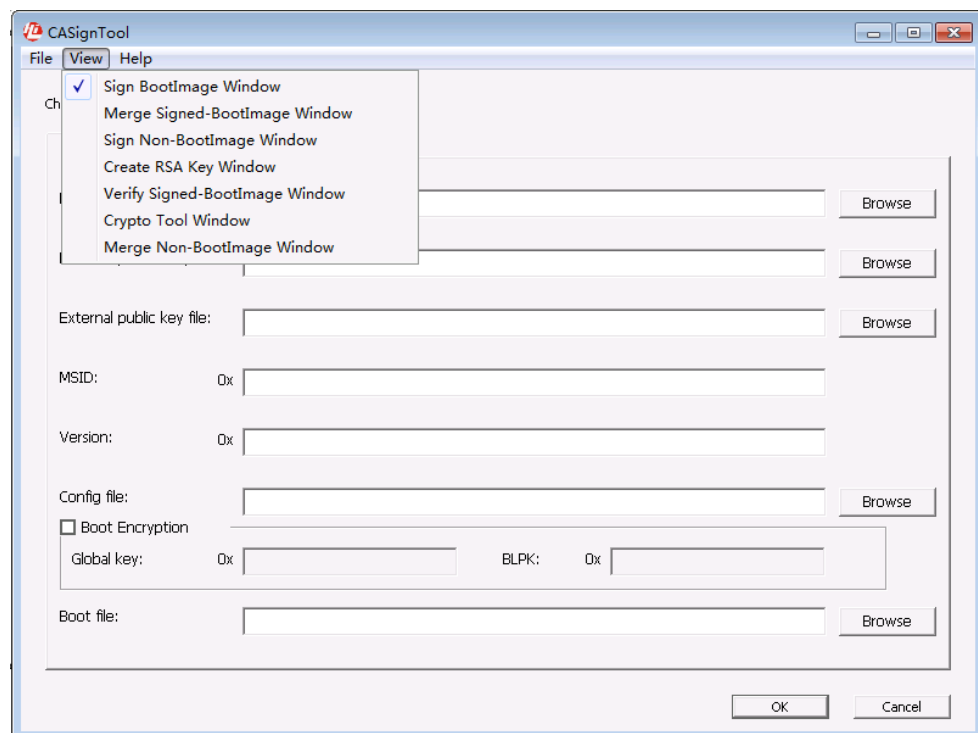 CASignTool
File View Help
Sign BootImage Window
Merge Signed-BootImage Window
Sign Non-BootImage Window
Create RSA Key Window
Verify Signed-BootImage Window
Crypto Tool Window
Merge Non-BootImage Window
Ch
Browse
Browse
External public key file: Browse
MSID: 0x
Version: 0x
Config file: Browse
Boot Encryption
Global key: 0x BLPK: 0x
Boot file: Browse
OK Cancel